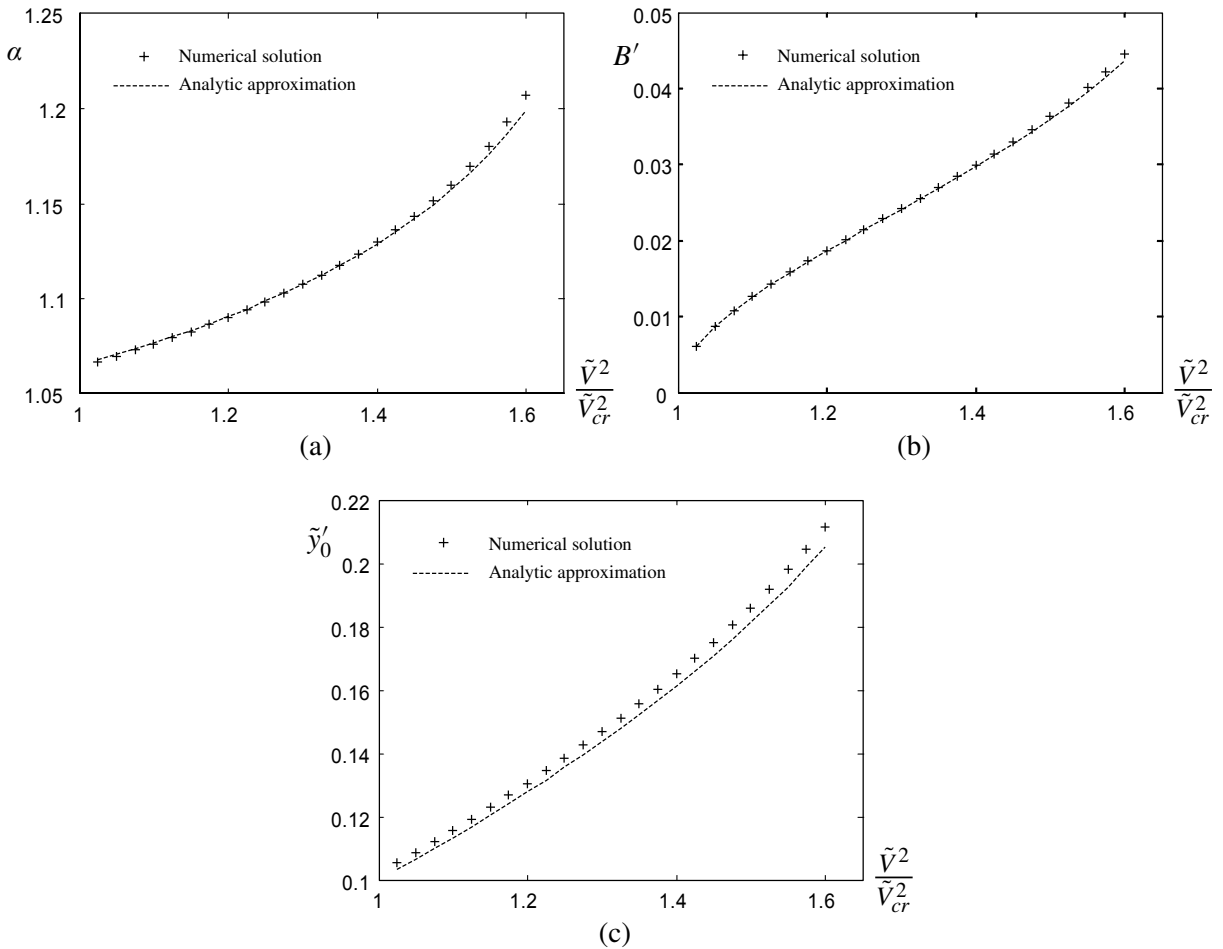 1.25
α
Numerical solution
Analytic approximation
1.2
1.15
1.1
1.05
1
1.2
1.4
1.6
Ṽ²
Ṽ²cr
(a)
0.05
B′
Numerical solution
Analytic approximation
0.04
0.03
0.02
0.01
0
1
1.2
1.4
1.6
Ṽ²
Ṽ²cr
(b)
0.22
ỹ′₀
Numerical solution
Analytic approximation
0.2
0.18
0.16
0.14
0.12
0.1
1
1.2
1.4
1.6
Ṽ²
Ṽ²cr
(c)